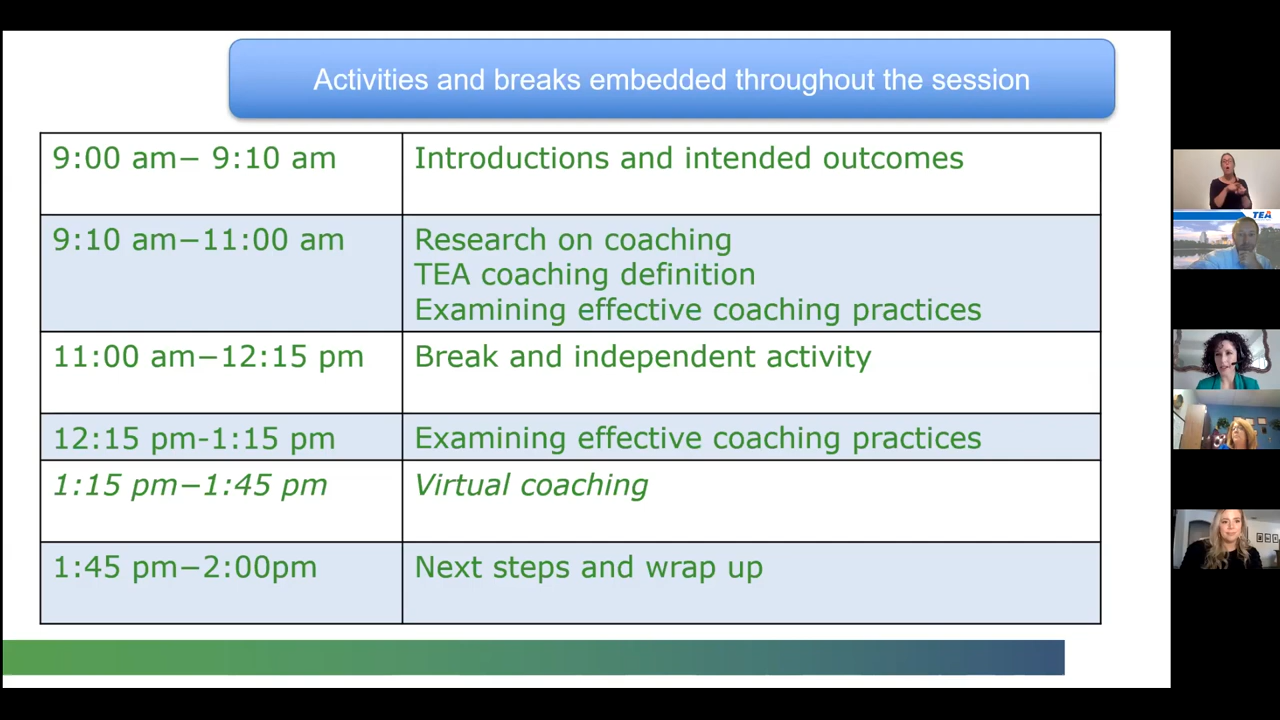 Activities and breaks embedded throughout the session
9:00 am− 9:10 am
Introductions and intended outcomes
9:10 am−11:00 am
Research on coaching
TEA coaching definition
Examining effective coaching practices
11:00 am−12:15 pm
Break and independent activity
12:15 pm-1:15 pm
Examining effective coaching practices
1:15 pm−1:45 pm
Virtual coaching
1:45 pm−2:00pm
Next steps and wrap up
TEA